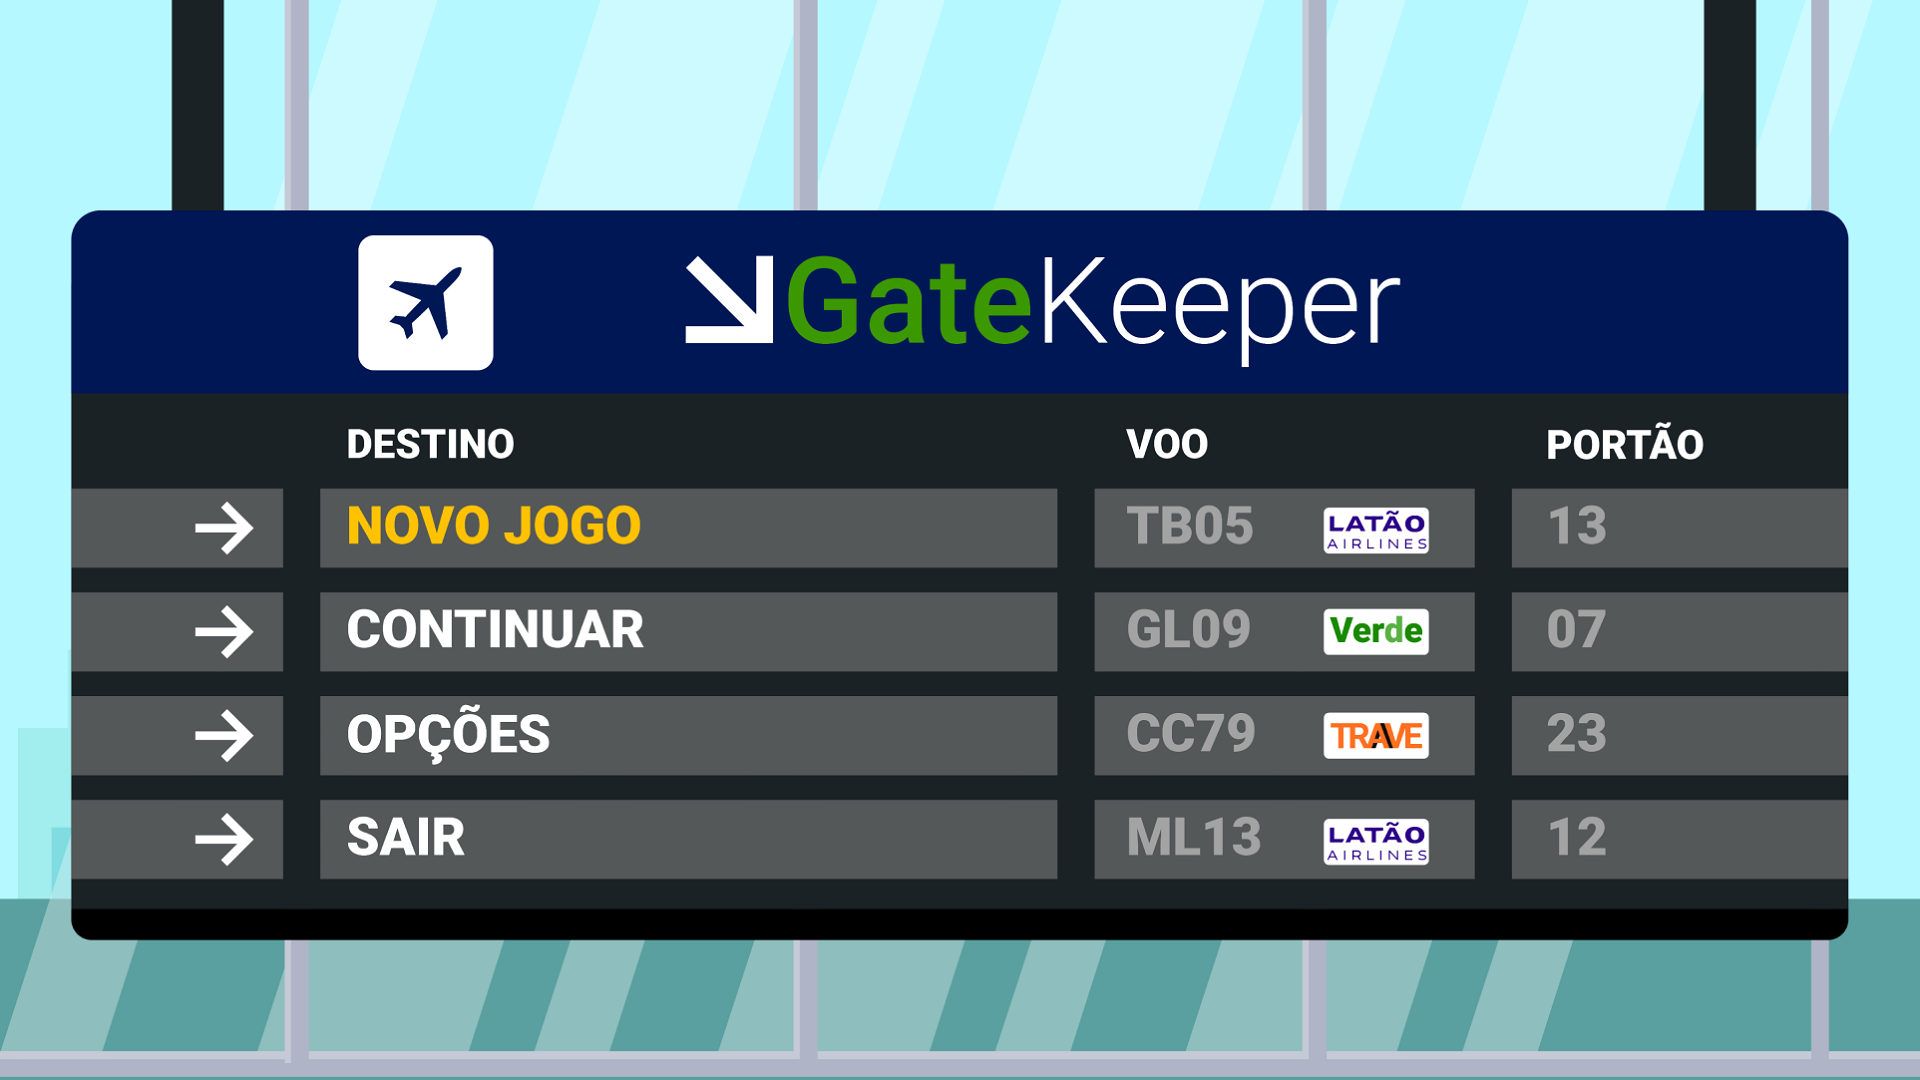 GateKeeper
DESTINO VOO PORTÃO
NOVO JOGO TB05 LATÃO AIRLINES 13
CONTINUAR GL09 Verde 07
OPÇÕES CC79 TRAVE 23
SAIR ML13 LATÃO AIRLINES 12